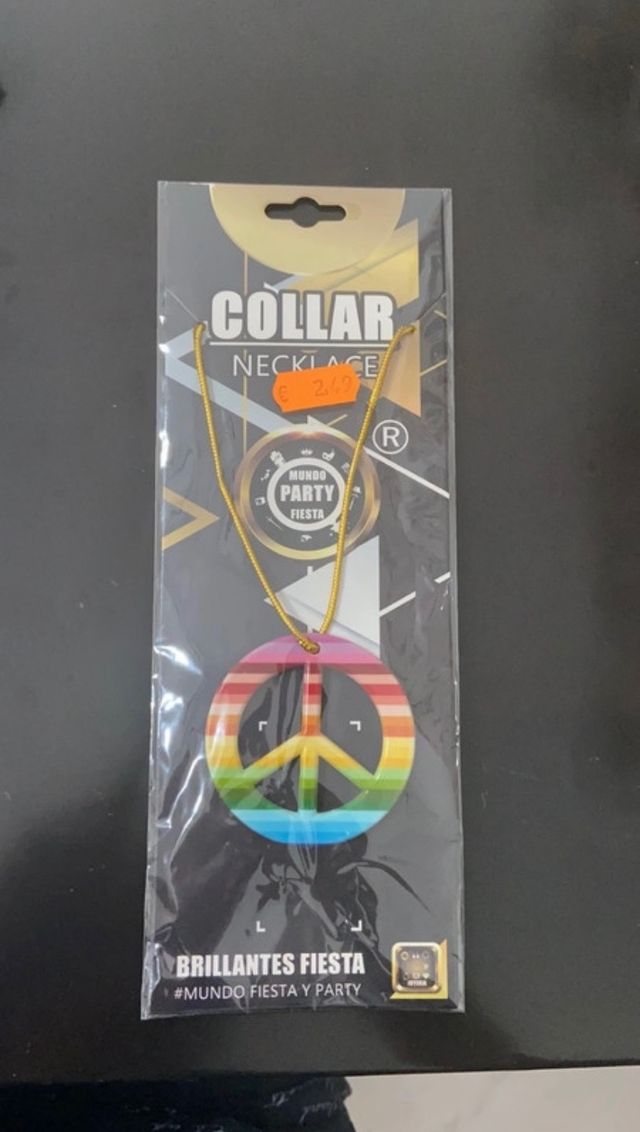 COLLAR
NECKLACE
€ 2,49
®
MUNDO
PARTY
FIESTA
BRILLANTES FIESTA
#MUNDO FIESTA Y PARTY